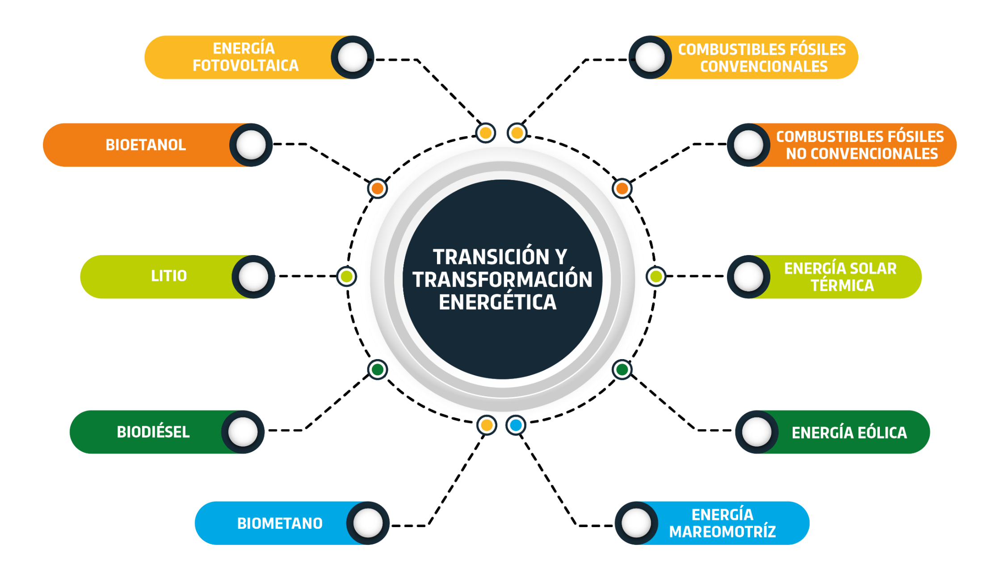 ENERGÍA
FOTOVOLTAICA
COMBUSTIBLES FÓSILES
CONVENCIONALES
BIOETANOL
COMBUSTIBLES FÓSILES
NO CONVENCIONALES
TRANSICIÓN Y
TRANSFORMACIÓN
ENERGÉTICA
LITIO
ENERGÍA SOLAR
TÉRMICA
BIODIÉSEL
ENERGÍA EÓLICA
BIOMETANO
ENERGÍA
MAREOMOTRÍZ